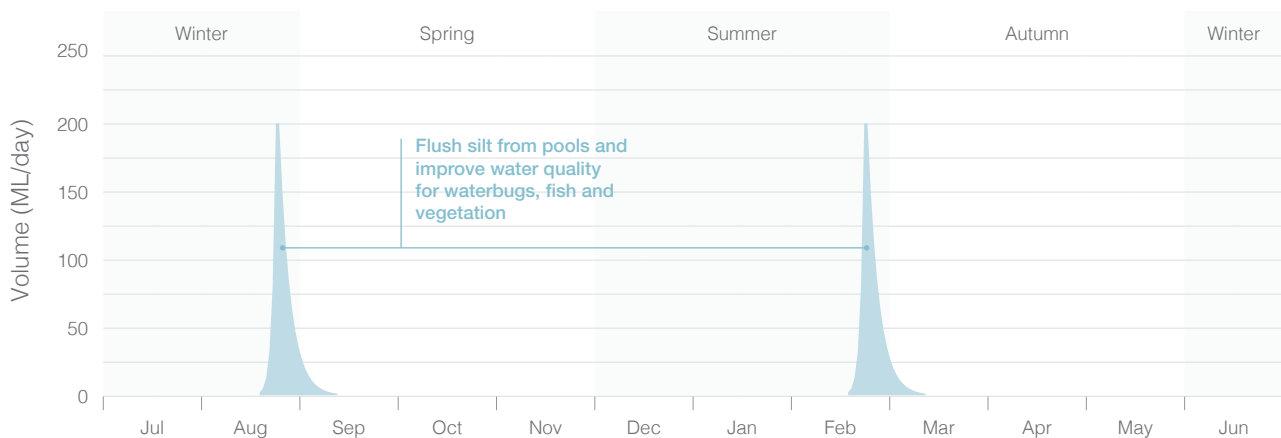 Winter Spring Summer Autumn Winter
250
200
150
100
50
0
Volume (ML/day)
Flush silt from pools and
improve water quality
for waterbugs, fish and
vegetation
Jul Aug Sep Oct Nov Dec Jan Feb Mar Apr May Jun